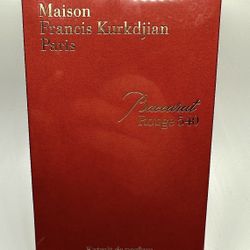 Maison
Francis Kurkdjian
Paris
Baccarat
Rouge 540
Extrait de parfum